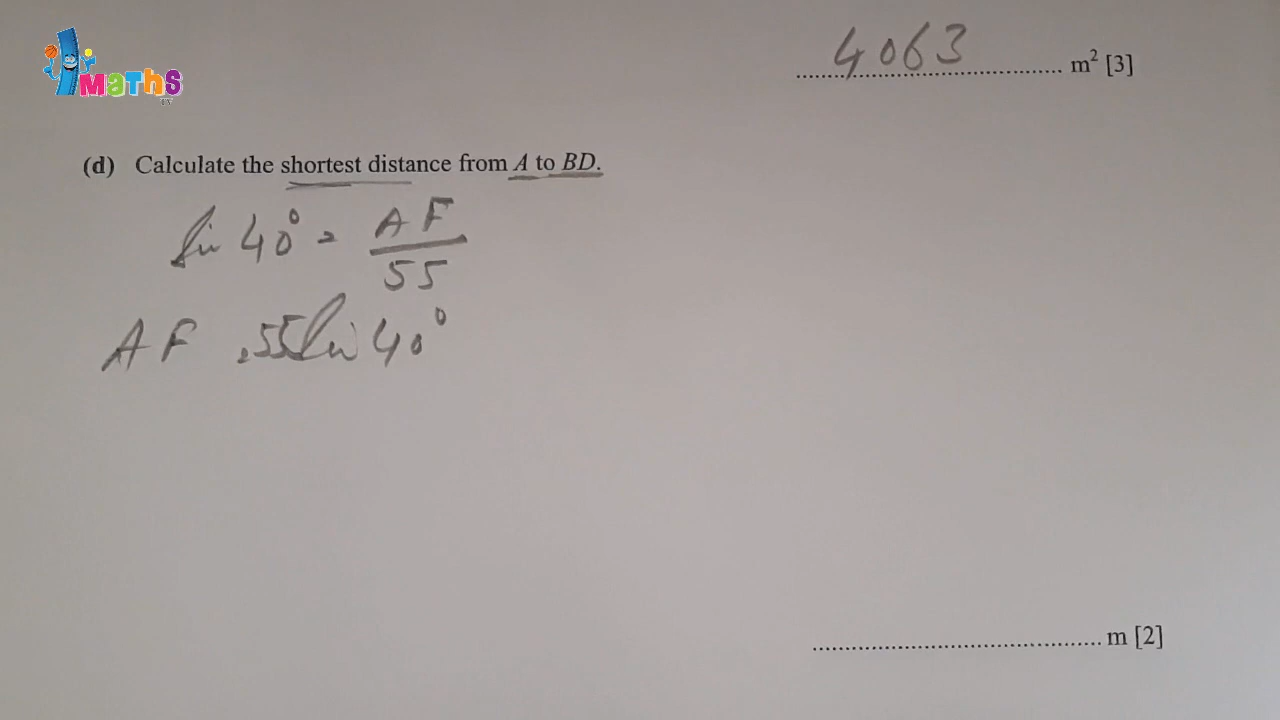 Maths
TV
4063
m² [3]
(d) Calculate the shortest distance from A to BD.
sin 40° = AF/55
AF = 55 sin 40°
m [2]